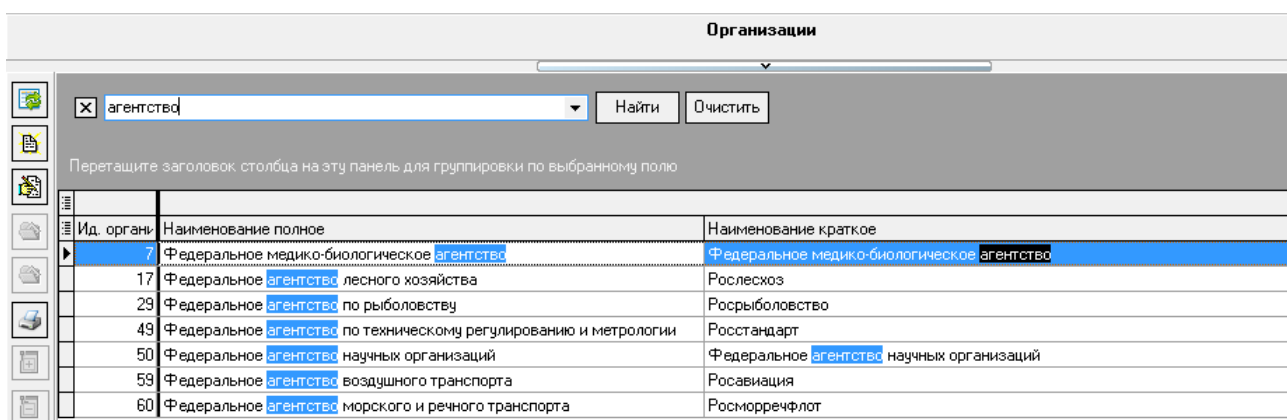 Организации
агентство Найти Очистить
Перетащите заголовок столбца на эту панель для группировки по выбранному полю
Ид. органи Наименование полное Наименование краткое
7 Федеральное медико-биологическое агентство Федеральное медико-биологическое агентство
17 Федеральное агентство лесного хозяйства Рослесхоз
29 Федеральное агентство по рыболовству Росрыболовство
49 Федеральное агентство по техническому регулированию и метрологии Росстандарт
50 Федеральное агентство научных организаций Федеральное агентство научных организаций
59 Федеральное агентство воздушного транспорта Росавиация
60 Федеральное агентство морского и речного транспорта Росморречфлот